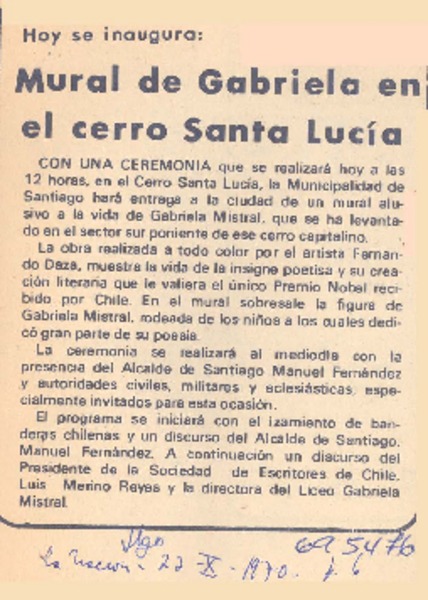 Hoy se inaugura:
Mural de Gabriela en
el cerro Santa Lucía
CON UNA CEREMONIA que se realizará hoy a las
12 horas, en el Cerro Santa Lucía, la Municipalidad de
Santiago hará entrega a la ciudad de un mural alu-
sivo a la vida de Gabriela Mistral, que se ha levanta-
do en el sector sur poniente de ese cerro capitalino.
La obra realizada a todo color por el artista Fernan-
do Daza, muestra la vida de la insigne poetisa y su crea-
ción literaria que le valiera el único Premio Nobel reci-
bido por Chile. En el mural sobresale la figura de
Gabriela Mistral, rodeada de los niños a los cuales dedi-
có gran parte de su poesía.
La ceremonia se realizará al mediodía con la
presencia del Alcalde de Santiago Manuel Fernández
y autoridades civiles, militares y eclesiásticas, espe-
cialmente invitados para esta ocasión.
El programa se iniciará con el izamiento de ban-
deras chilenas y un discurso del Alcalde de Santiago,
Manuel Fernández. A continuación un discurso del
Presidente de la Sociedad de Escritores de Chile,
Luis Merino Reyes y la directora del Liceo Gabriela
Mistral.
Stgo 695476
La 22-IX-1970. p. 6